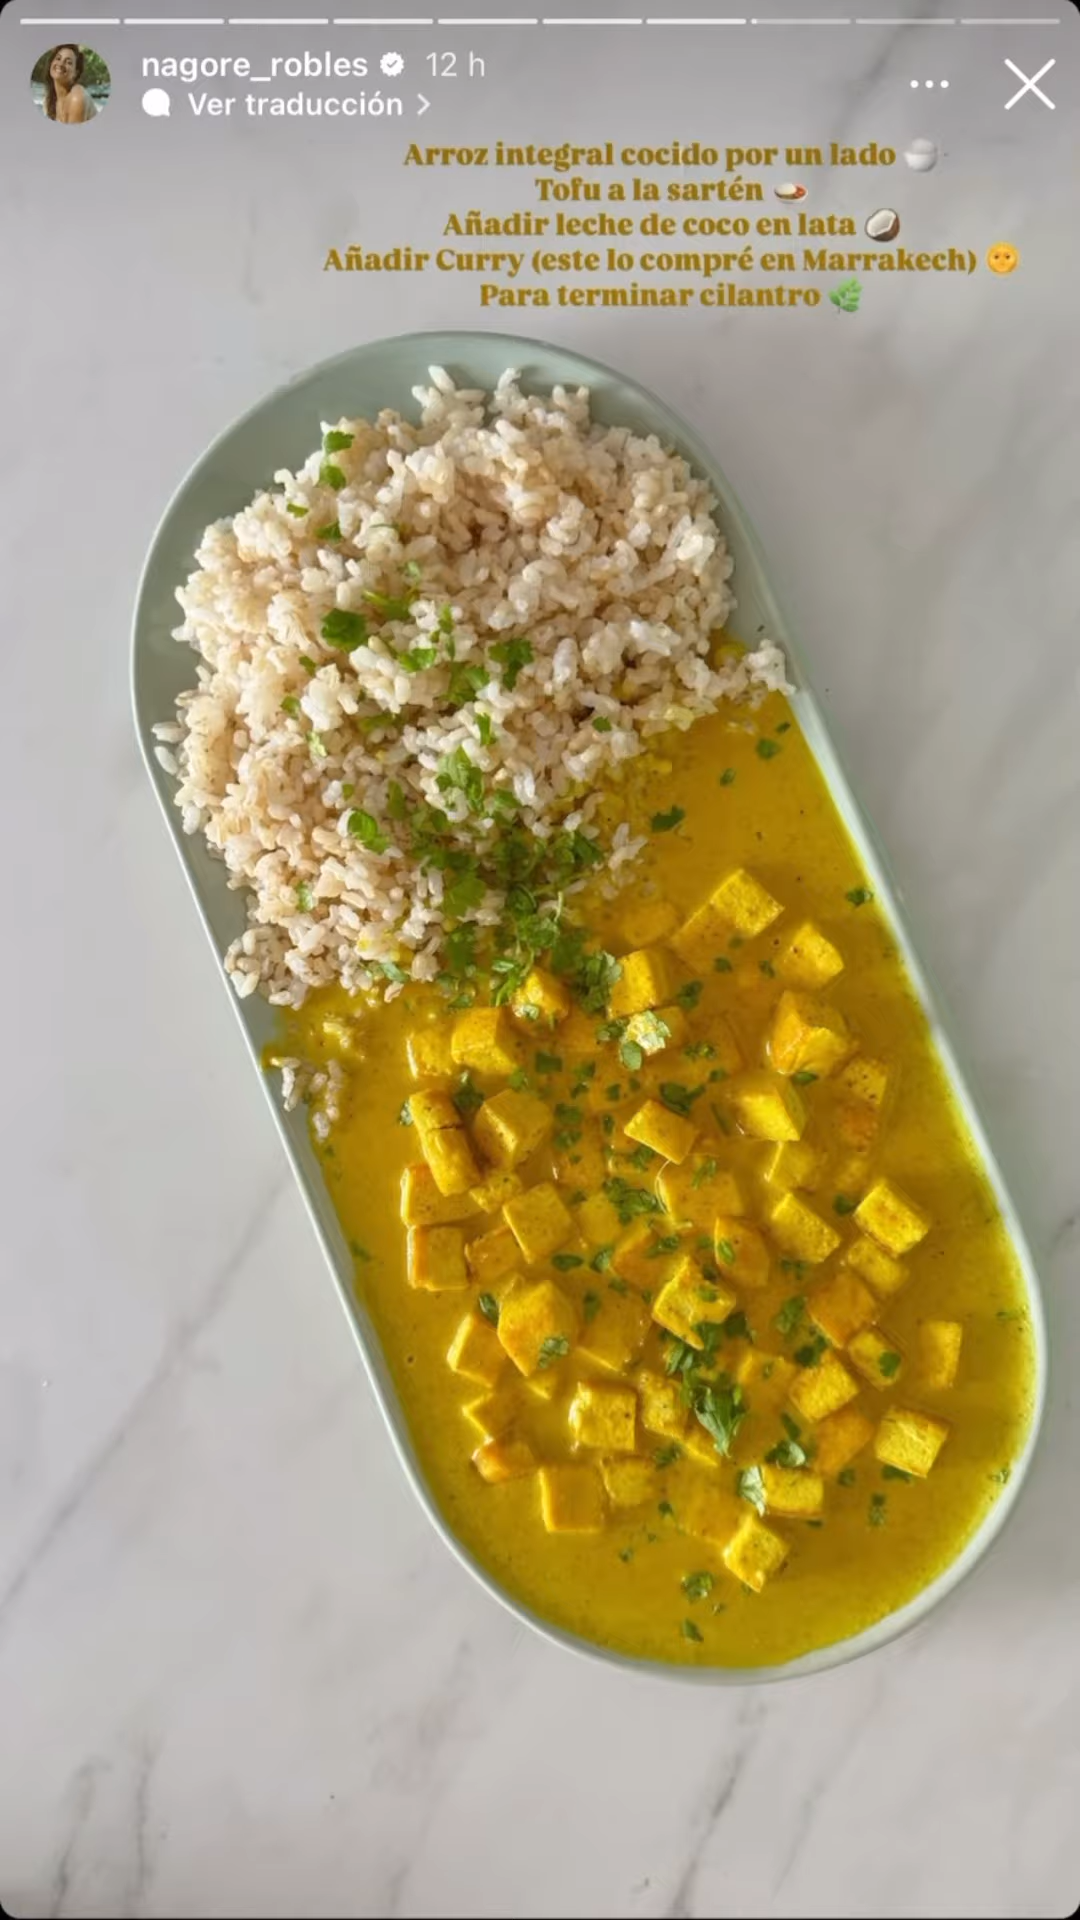 nagore_robles 12 h
Ver traducción >
Arroz integral cocido por un lado 🍚
Tofu a la sartén 🍛
Añadir leche de coco en lata 🥥
Añadir Curry (este lo compré en Marrakech) 🌞
Para terminar cilantro 🌿